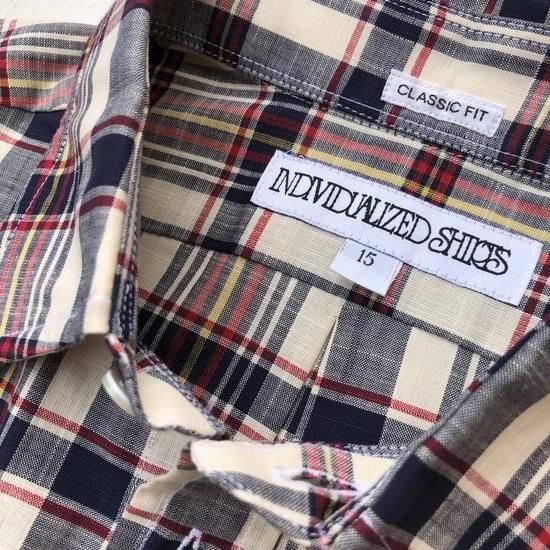 CLASSIC FIT
INDIVIDUALIZED SHIRTS
15